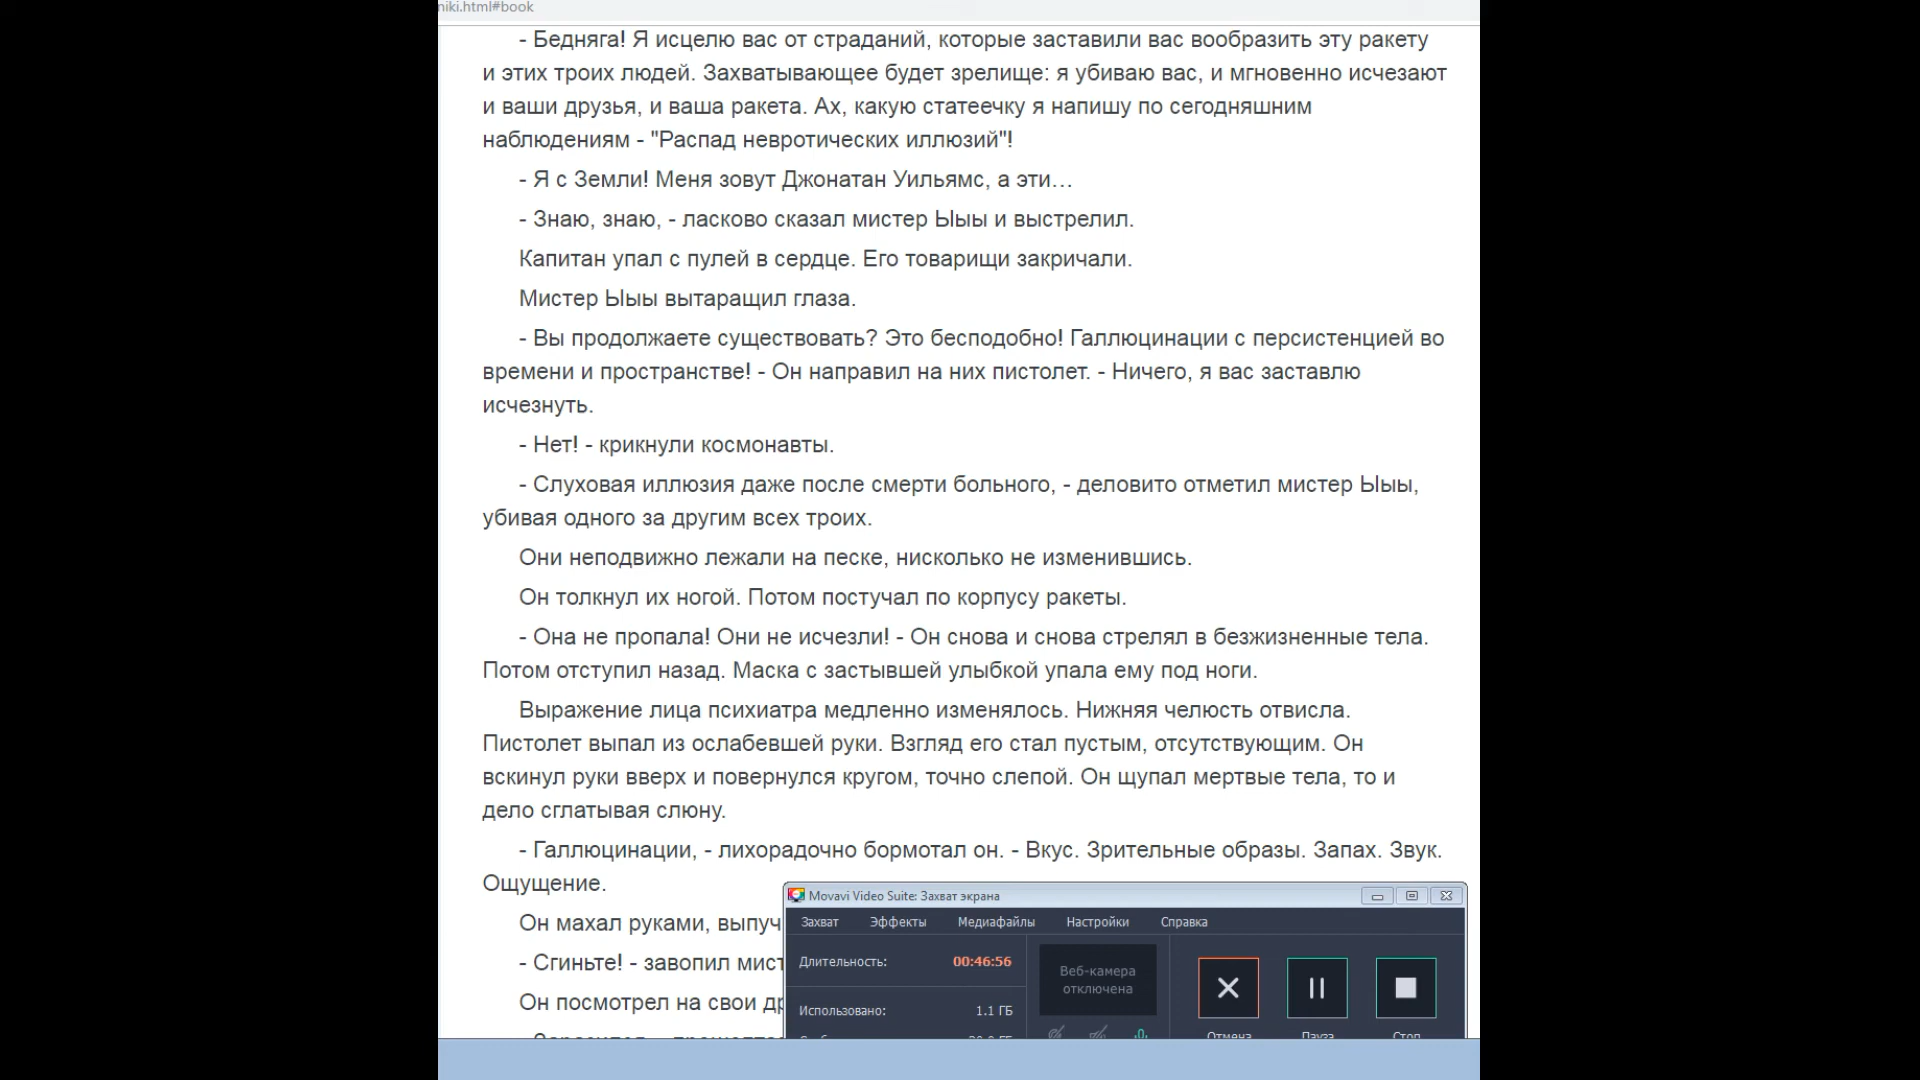 niki.html#book
- Бедняга! Я исцелю вас от страданий, которые заставили вас вообразить эту ракету
и этих троих людей. Захватывающее будет зрелище: я убиваю вас, и мгновенно исчезают
и ваши друзья, и ваша ракета. Ах, какую статеечку я напишу по сегодняшним
наблюдениям - "Распад невротических иллюзий"!
- Я с Земли! Меня зовут Джонатан Уильямс, а эти…
- Знаю, знаю, - ласково сказал мистер Ыыы и выстрелил.
Капитан упал с пулей в сердце. Его товарищи закричали.
Мистер Ыыы вытаращил глаза.
- Вы продолжаете существовать? Это бесподобно! Галлюцинации с персистенцией во
времени и пространстве! - Он направил на них пистолет. - Ничего, я вас заставлю
исчезнуть.
- Нет! - крикнули космонавты.
- Слуховая иллюзия даже после смерти больного, - деловито отметил мистер Ыыы,
убивая одного за другим всех троих.
Они неподвижно лежали на песке, нисколько не изменившись.
Он толкнул их ногой. Потом постучал по корпусу ракеты.
- Она не пропала! Они не исчезли! - Он снова и снова стрелял в безжизненные тела.
Потом отступил назад. Маска с застывшей улыбкой упала ему под ноги.
Выражение лица психиатра медленно изменялось. Нижняя челюсть отвисла.
Пистолет выпал из ослабевшей руки. Взгляд его стал пустым, отсутствующим. Он
вскинул руки вверх и повернулся кругом, точно слепой. Он щупал мертвые тела, то и
дело сглатывая слюну.
- Галлюцинации, - лихорадочно бормотал он. - Вкус. Зрительные образы. Запах. Звук.
Ощущение.
Он махал руками, выпуч
- Сгиньте! - завопил мист
Он посмотрел на свои др
Movavi Video Suite: Захват экрана
Захват Эффекты Медиафайлы Настройки Справка
Длительность: 00:46:56
Веб-камера
отключена
Использовано: 1.1 ГБ
Отмена Пауза Стоп